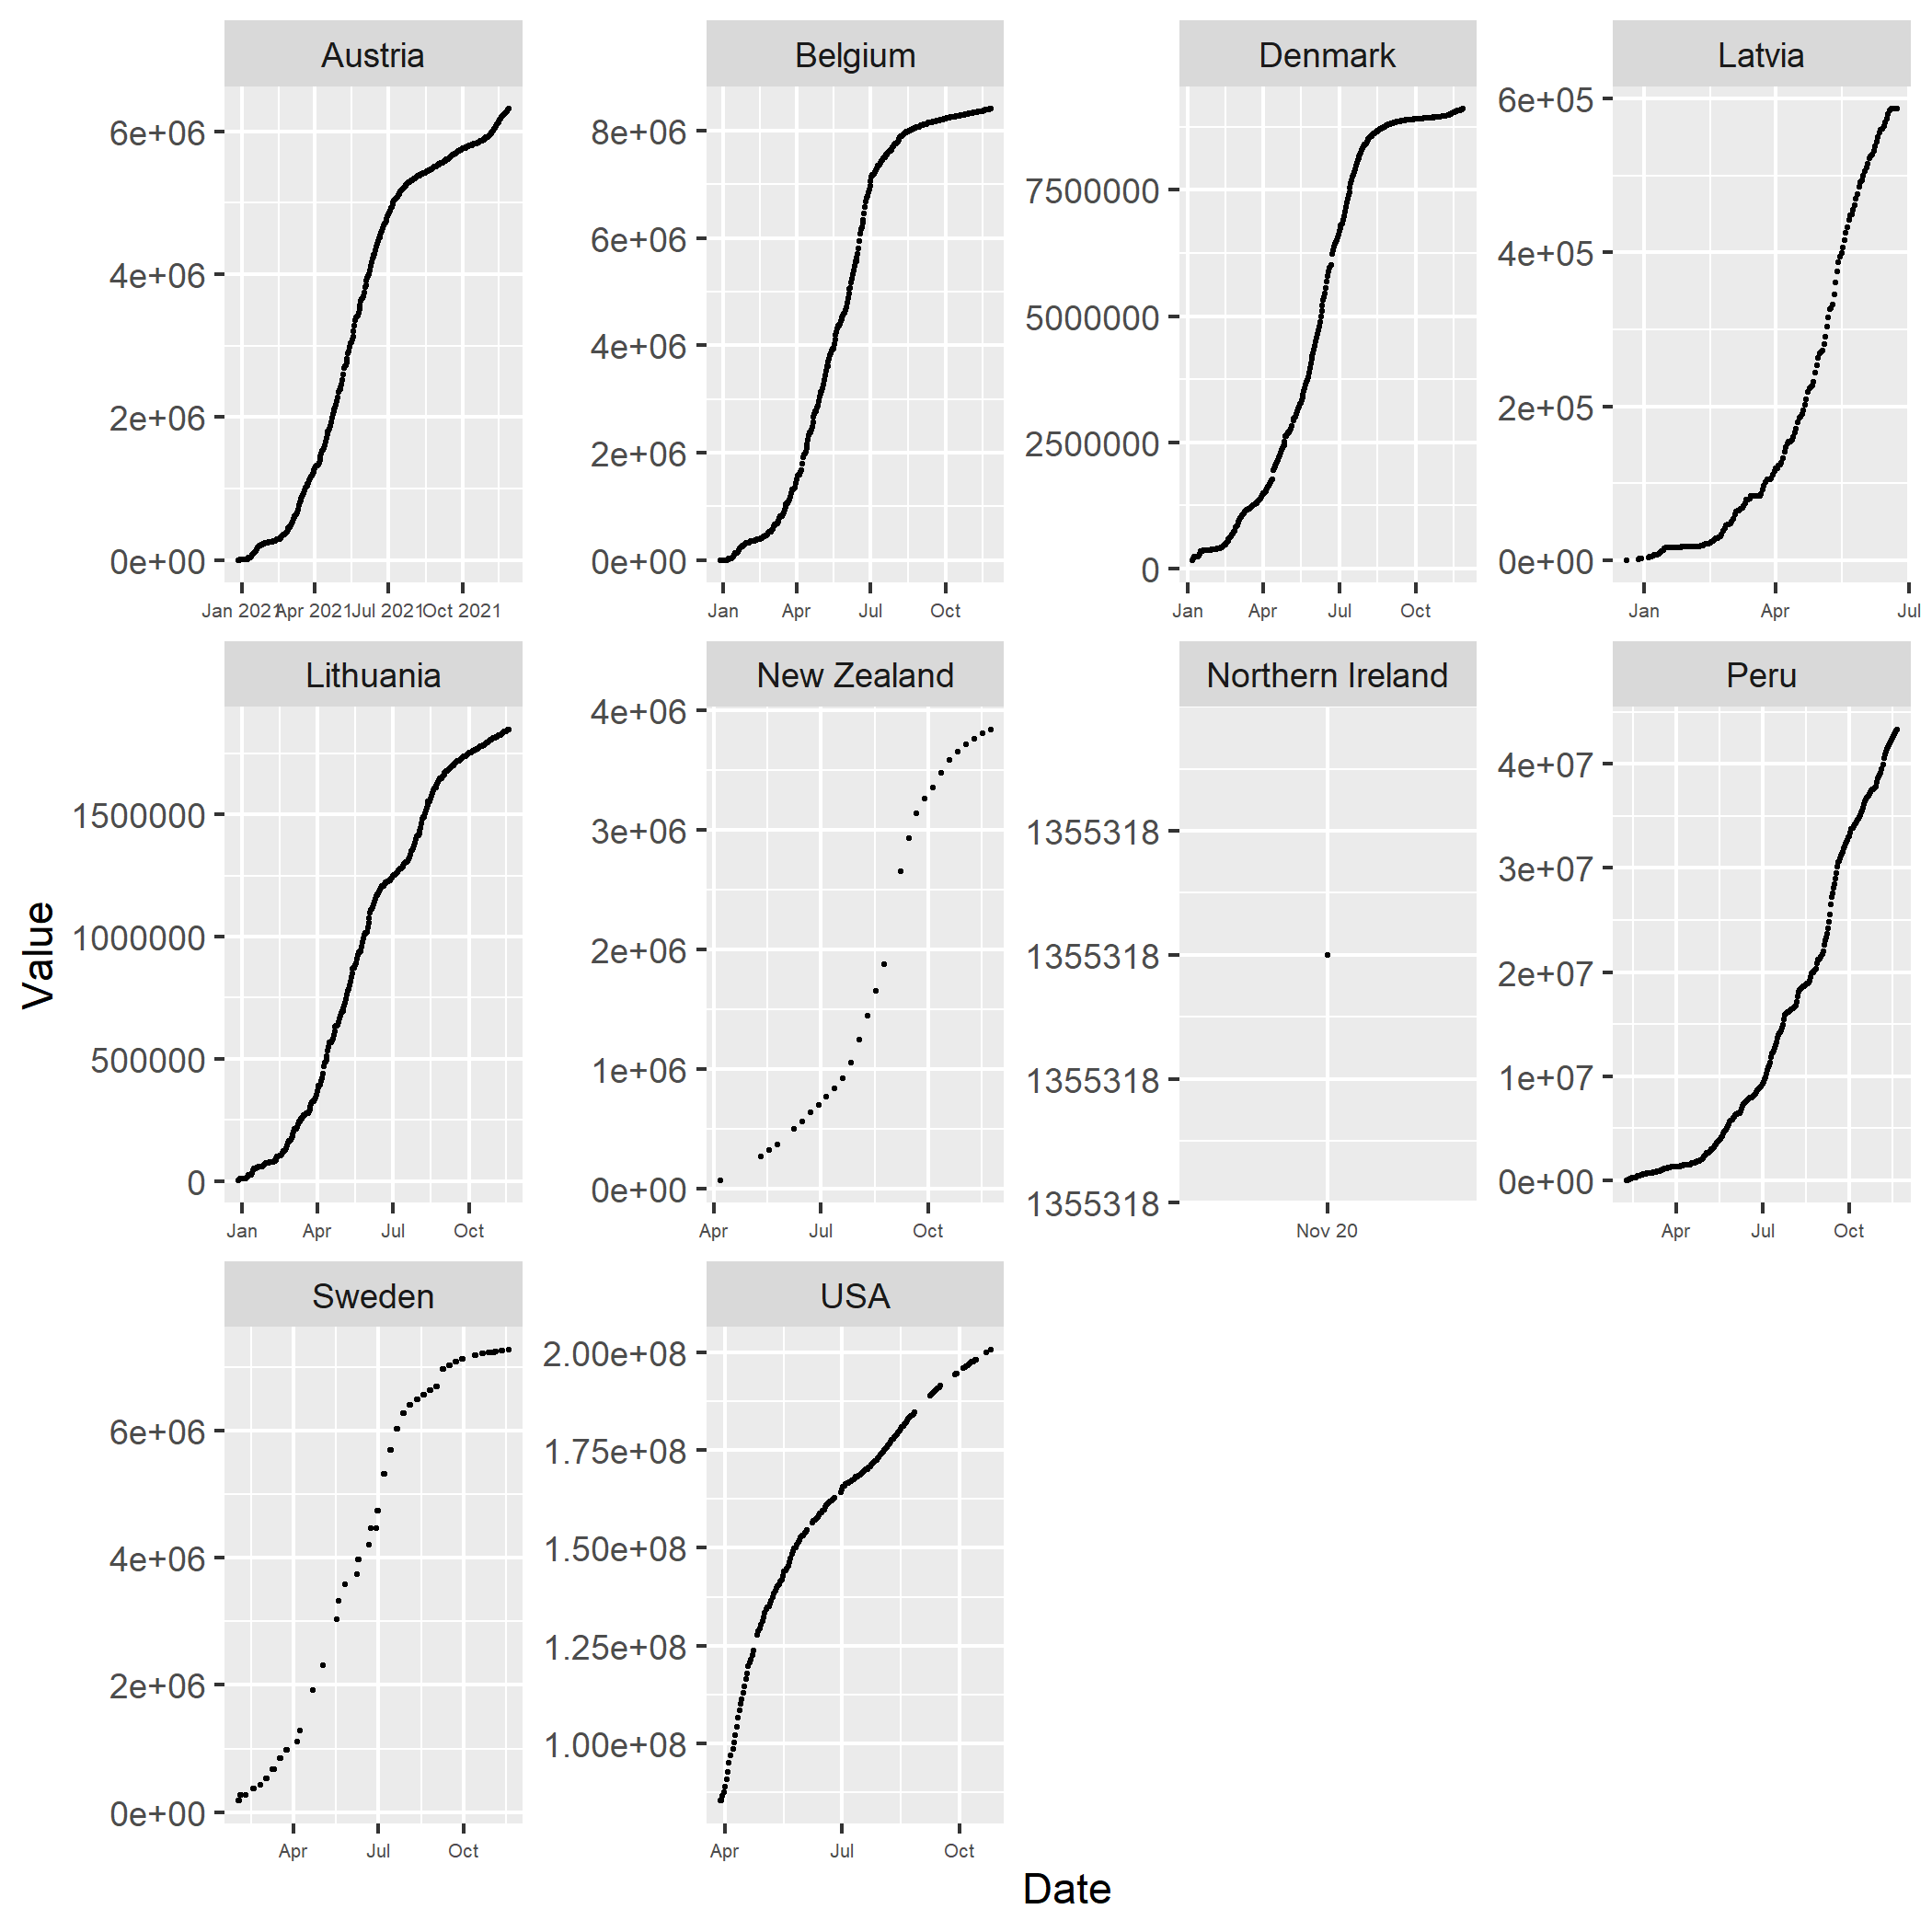 Austria
Belgium
Denmark
Latvia
6e+06
4e+06
2e+06
0e+00
8e+06
6e+06
4e+06
2e+06
0e+00
7500000
5000000
2500000
0
6e+05
4e+05
2e+05
0e+00
Jan 2021 Apr 2021 Jul 2021 Oct 2021
Jan Apr Jul Oct
Jan Apr Jul Oct
Jan Apr Jul
Lithuania
New Zealand
Northern Ireland
Peru
1500000
1000000
500000
0
4e+06
3e+06
2e+06
1e+06
0e+00
1355318
1355318
1355318
1355318
4e+07
3e+07
2e+07
1e+07
0e+00
Jan Apr Jul Oct
Apr Jul Oct
Nov 20
Apr Jul Oct
Sweden
USA
6e+06
4e+06
2e+06
0e+00
2.00e+08
1.75e+08
1.50e+08
1.25e+08
1.00e+08
Apr Jul Oct
Apr Jul Oct
Value
Date